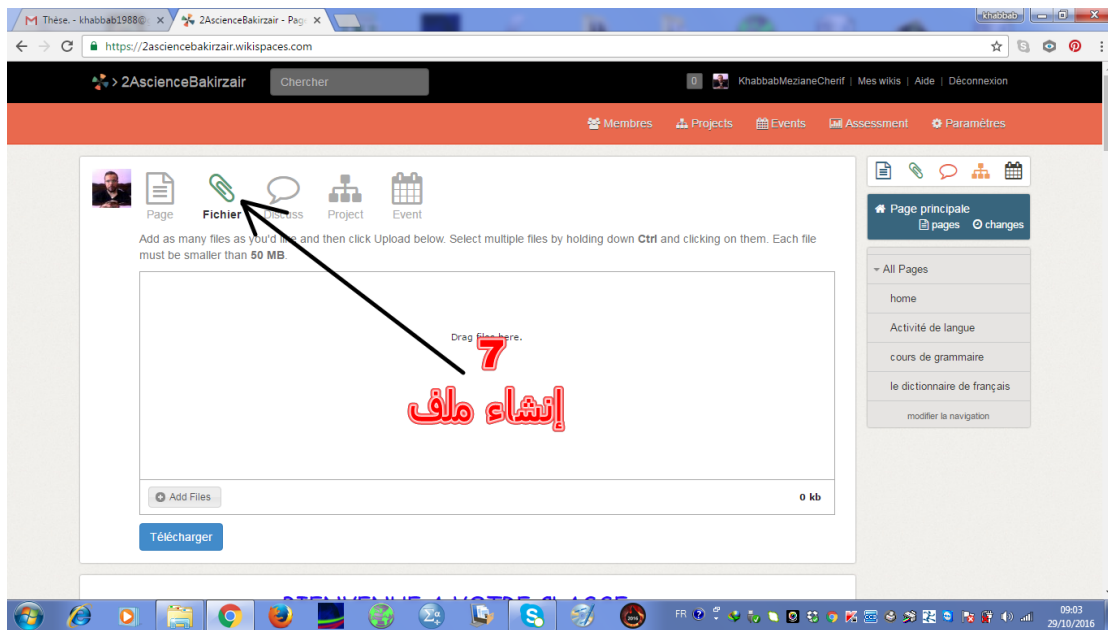 Thèse. - khabbab1988@
2AscienceBakirzair - Pag
khabbab
https://2asciencebakirzair.wikispaces.com
2AscienceBakirzair
Chercher
0
KhabbabMezianeCherif | Mes wikis | Aide | Déconnexion
Membres
Projects
Events
Assessment
Paramètres
Page
Fichier
Discuss
Project
Event
Add as many files as you'd like and then click Upload below. Select multiple files by holding down Ctrl and clicking on them. Each file
must be smaller than 50 MB.
Drag files here.
7
إنشاء ملف
Add Files
0 kb
Télécharger
Page principale
pages
changes
All Pages
home
Activité de langue
cours de grammaire
le dictionnaire de français
modifier la navigation
BIENVENUE A VOTRE CLASSE
FR
09:03
29/10/2016